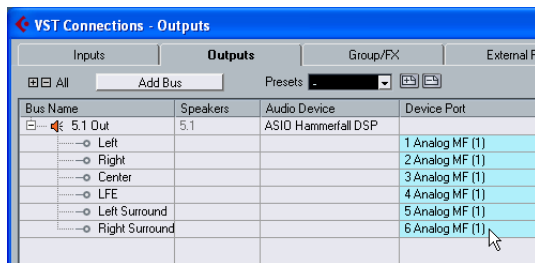 VST Connections - Outputs
Inputs Outputs Group/FX External F
All Add Bus Presets -
Bus Name Speakers Audio Device Device Port
5.1 Out 5.1 ASIO Hammerfall DSP
Left 1 Analog MF (1)
Right 2 Analog MF (1)
Center 3 Analog MF (1)
LFE 4 Analog MF (1)
Left Surround 5 Analog MF (1)
Right Surround 6 Analog MF (1)